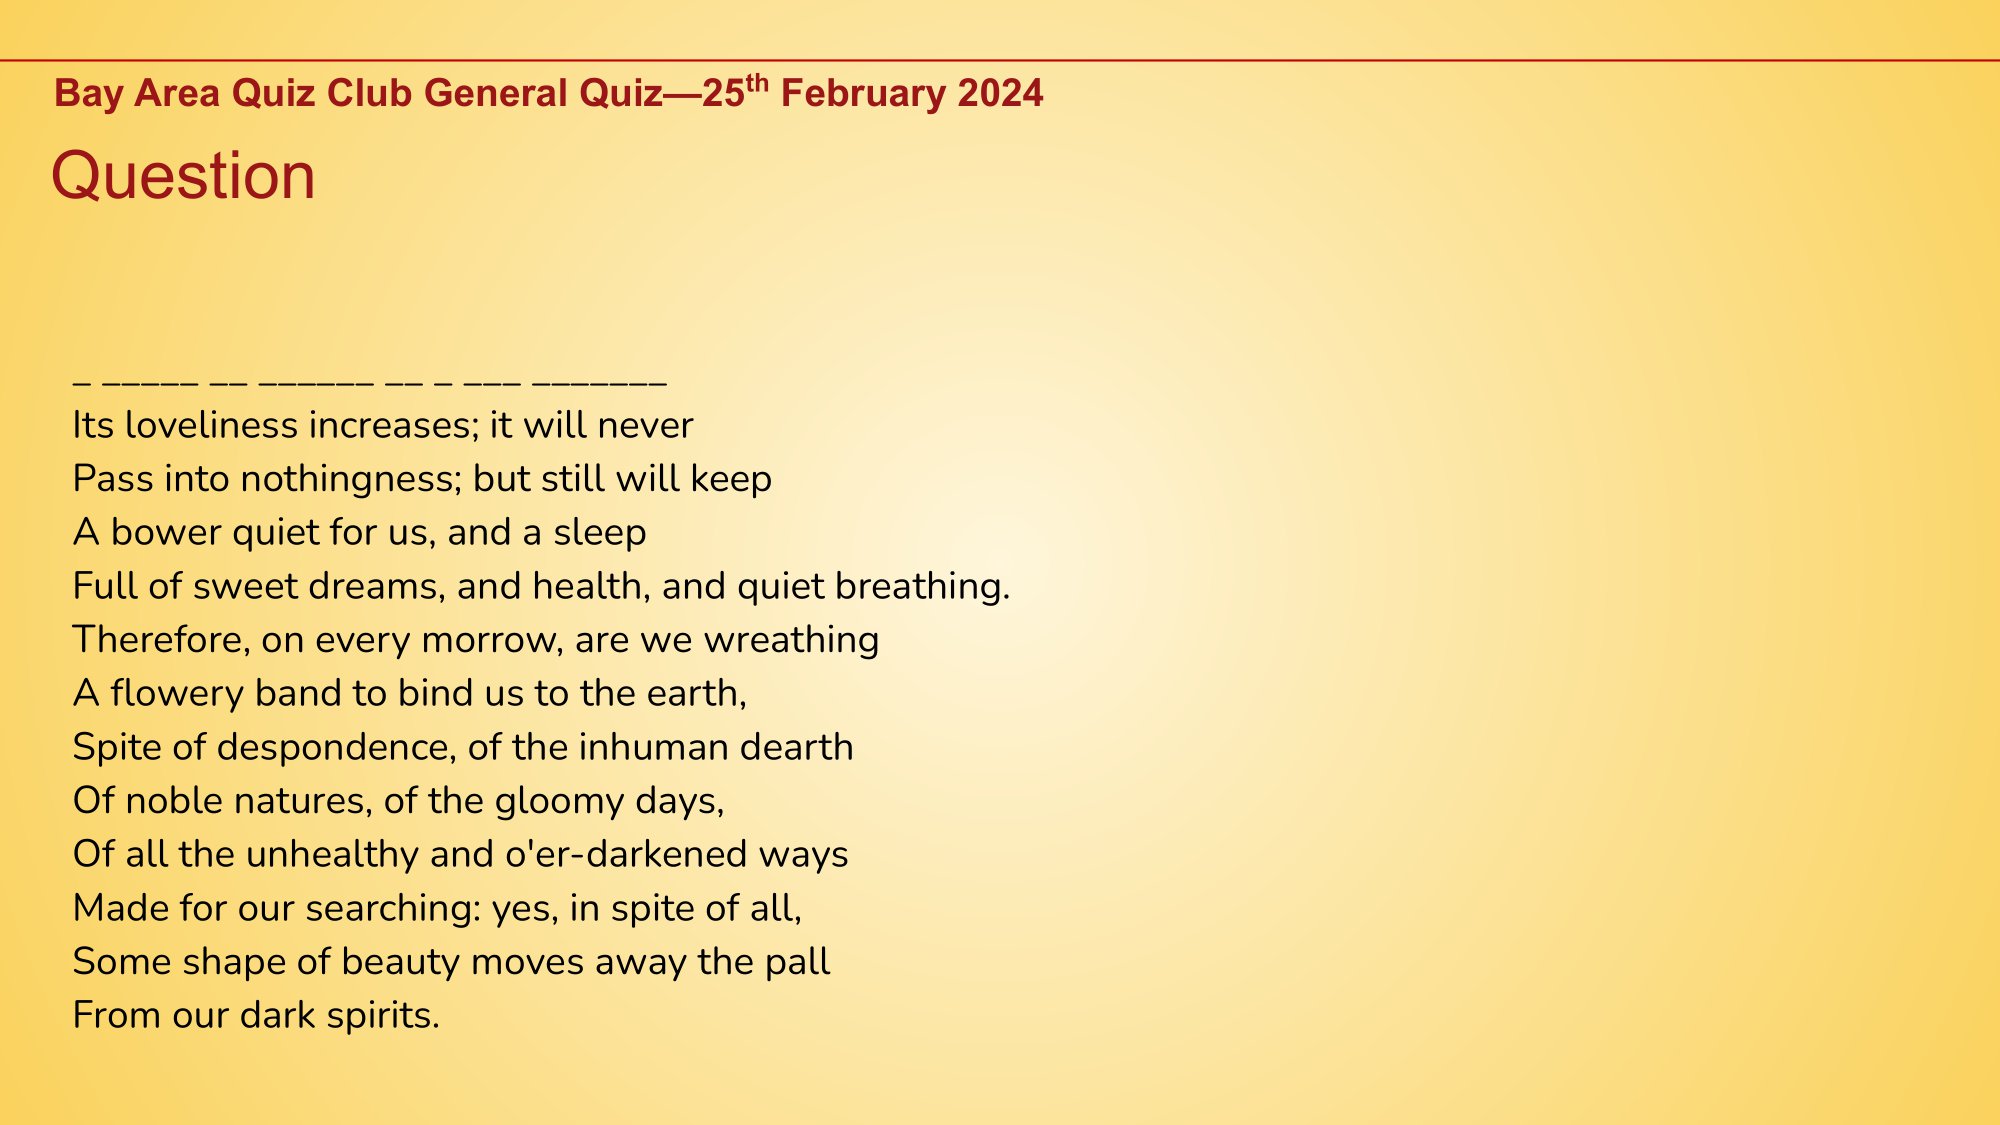 Bay Area Quiz Club General Quiz—25th February 2024
Question
_ _____ __ ______ __ _ ___ _______
Its loveliness increases; it will never
Pass into nothingness; but still will keep
A bower quiet for us, and a sleep
Full of sweet dreams, and health, and quiet breathing.
Therefore, on every morrow, are we wreathing
A flowery band to bind us to the earth,
Spite of despondence, of the inhuman dearth
Of noble natures, of the gloomy days,
Of all the unhealthy and o'er-darkened ways
Made for our searching: yes, in spite of all,
Some shape of beauty moves away the pall
From our dark spirits.